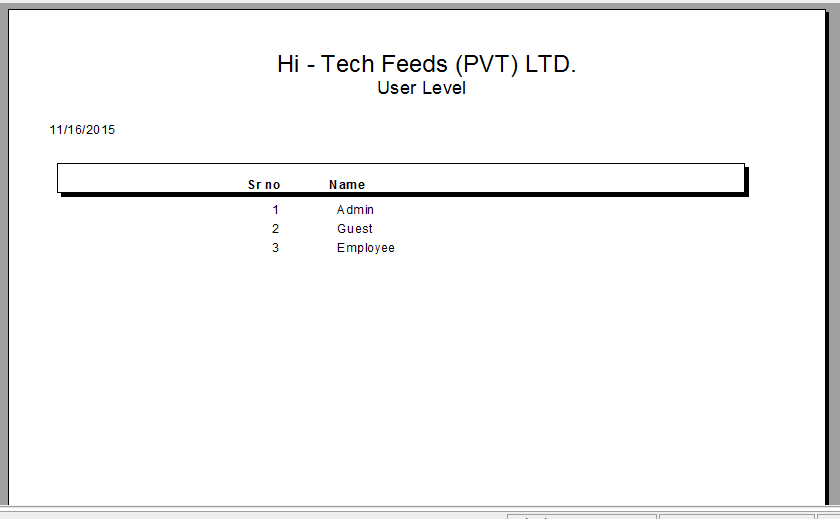 Hi - Tech Feeds (PVT) LTD.
User Level
11/16/2015
Sr no Name
1 Admin
2 Guest
3 Employee